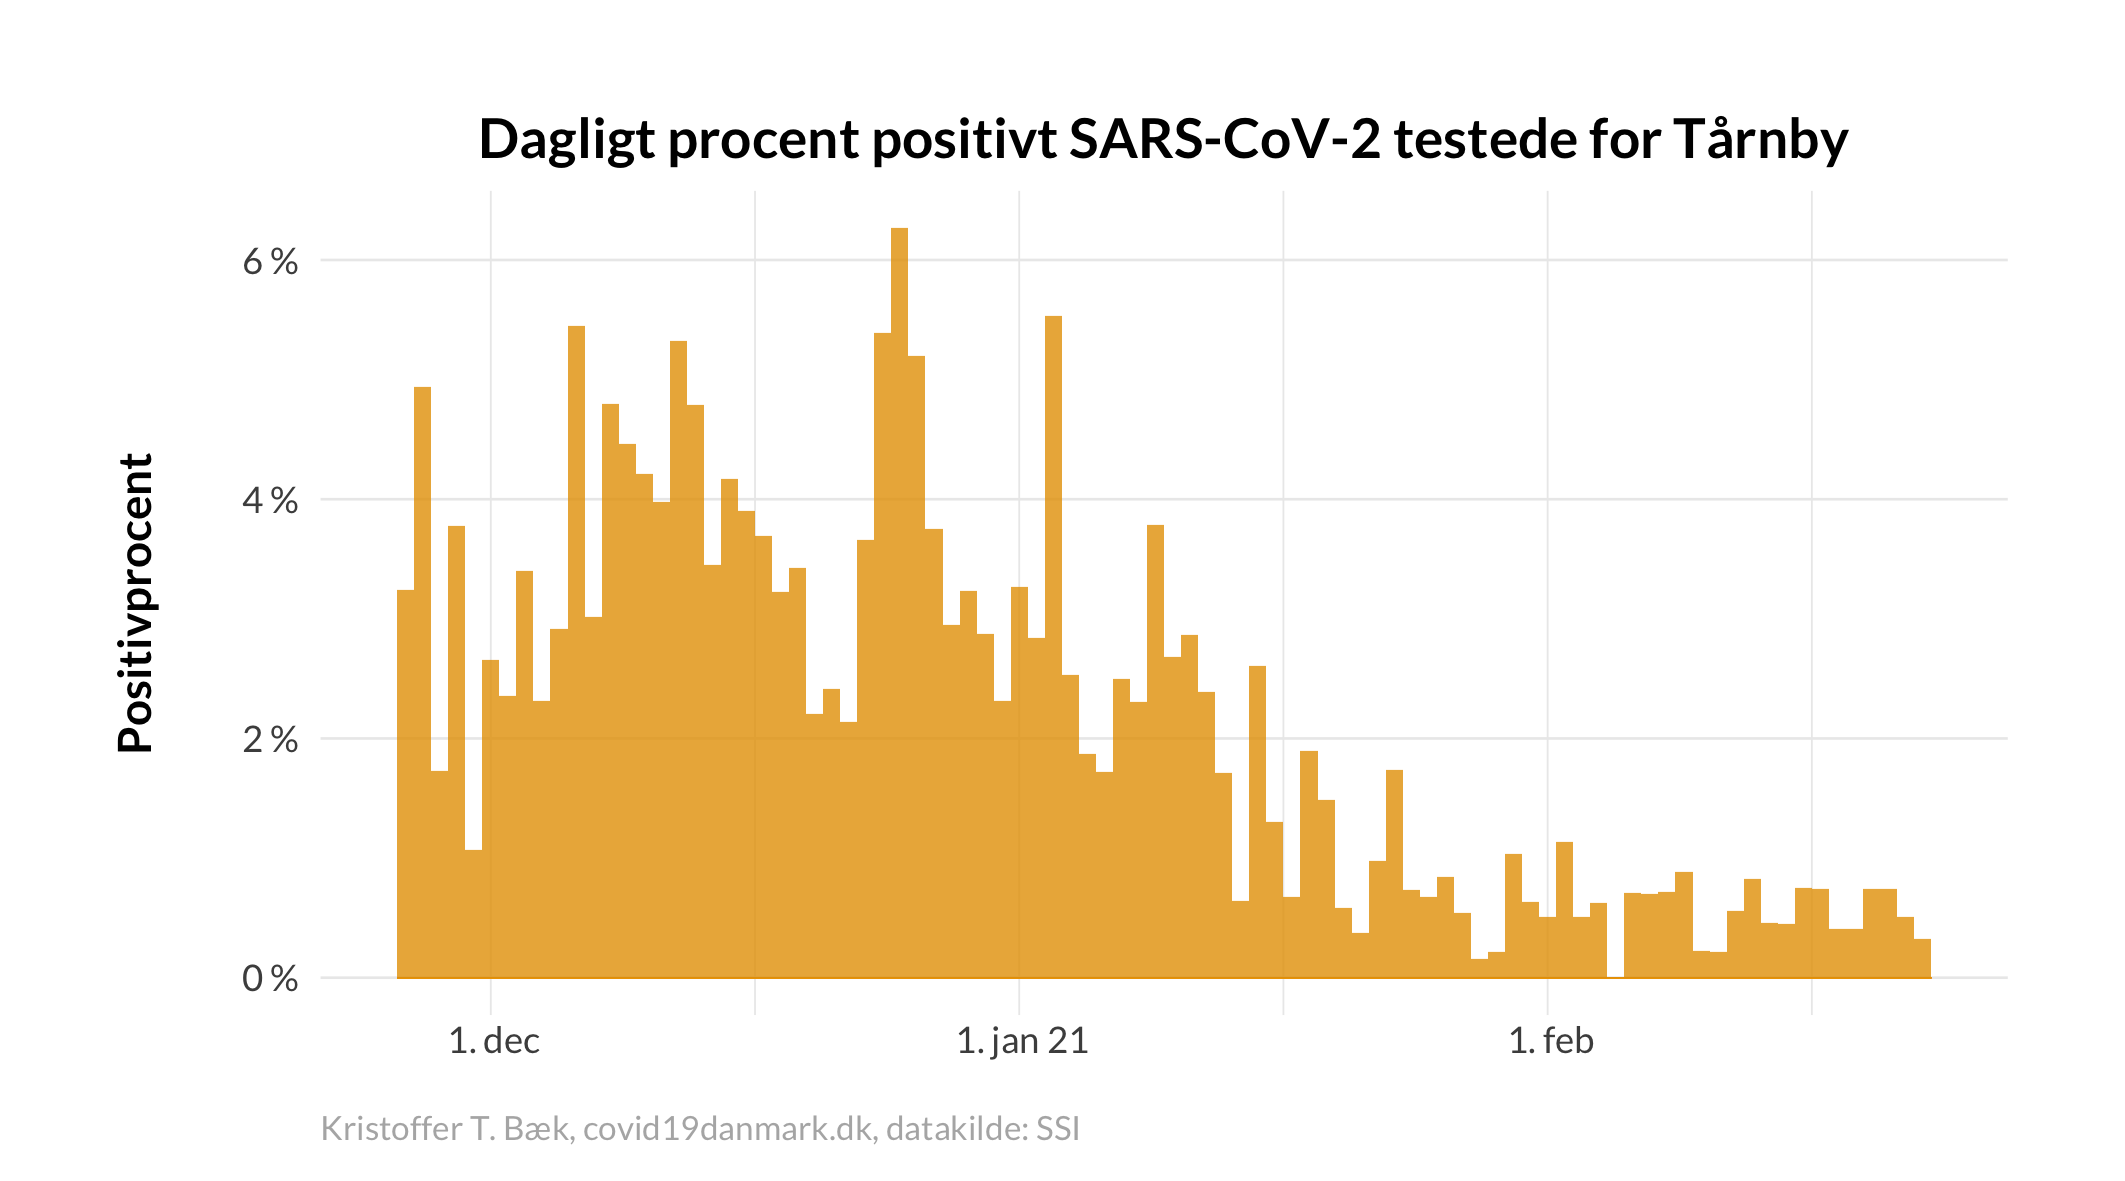 Dagligt procent positivt SARS-CoV-2 testede for Tårnby
Positivprocent
6 %
4 %
2 %
0 %
1. dec
1. jan 21
1. feb
Kristoffer T. Bæk, covid19danmark.dk, datakilde: SSI